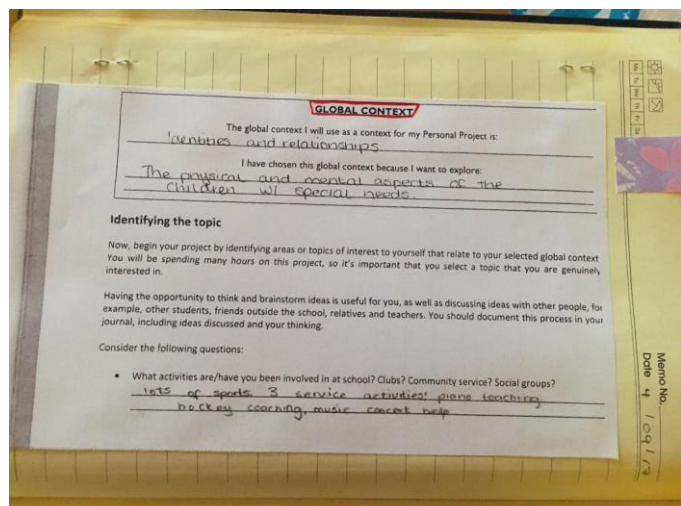 GLOBAL CONTEXT
The global context I will use as a context for my Personal Project is:
identities and relationships
I have chosen this global context because I want to explore:
The physical and mental aspects of the
children w/ special needs.
Identifying the topic
Now, begin your project by identifying areas or topics of interest to yourself that relate to your selected global context
You will be spending many hours on this project, so it's important that you select a topic that you are genuinely
interested in.
Having the opportunity to think and brainstorm ideas is useful for you, as well as discussing ideas with other people, for
example, other students, friends outside the school, relatives and teachers. You should document this process in your
journal, including ideas discussed and your thinking.
Consider the following questions:
• What activities are/have you been involved in at school? Clubs? Community service? Social groups?
lots of sports. 3 service activities: piano teaching
hockey coaching, music concert help
Mo Tu We Th Fr Sa
Memo No.
Date 4 / 09 / 17